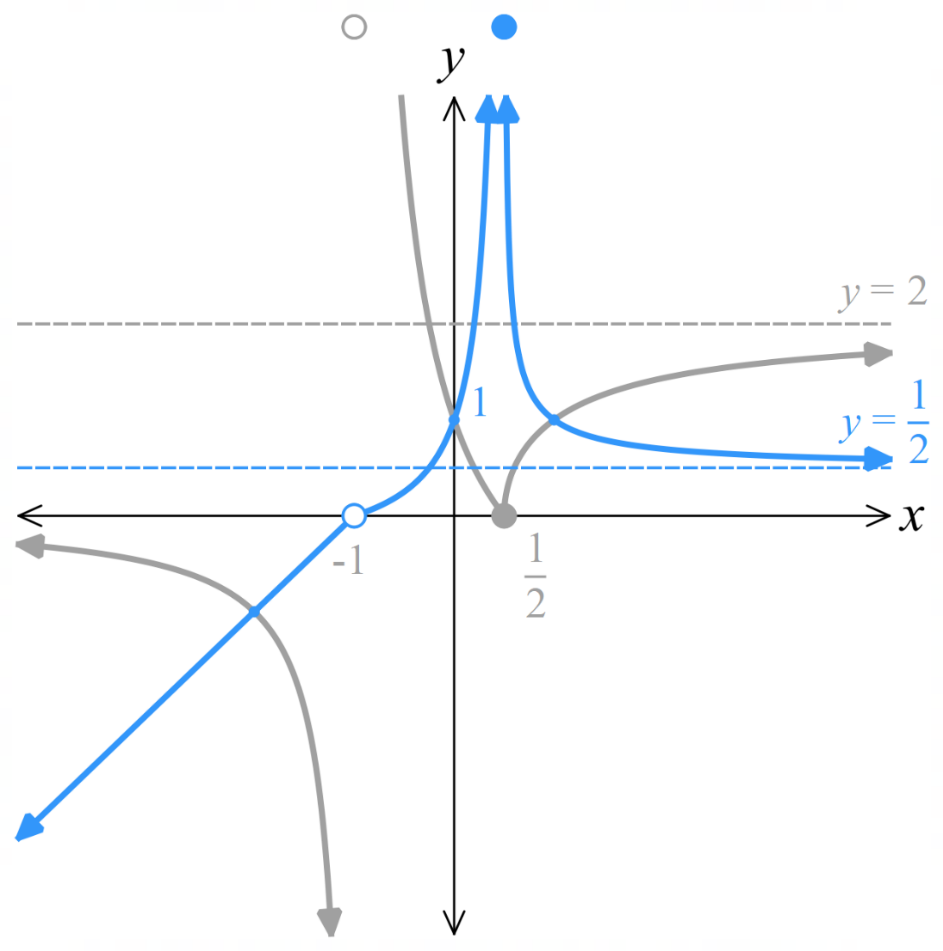 y
y = 2
1
y = 1/2
x
-1
1/2